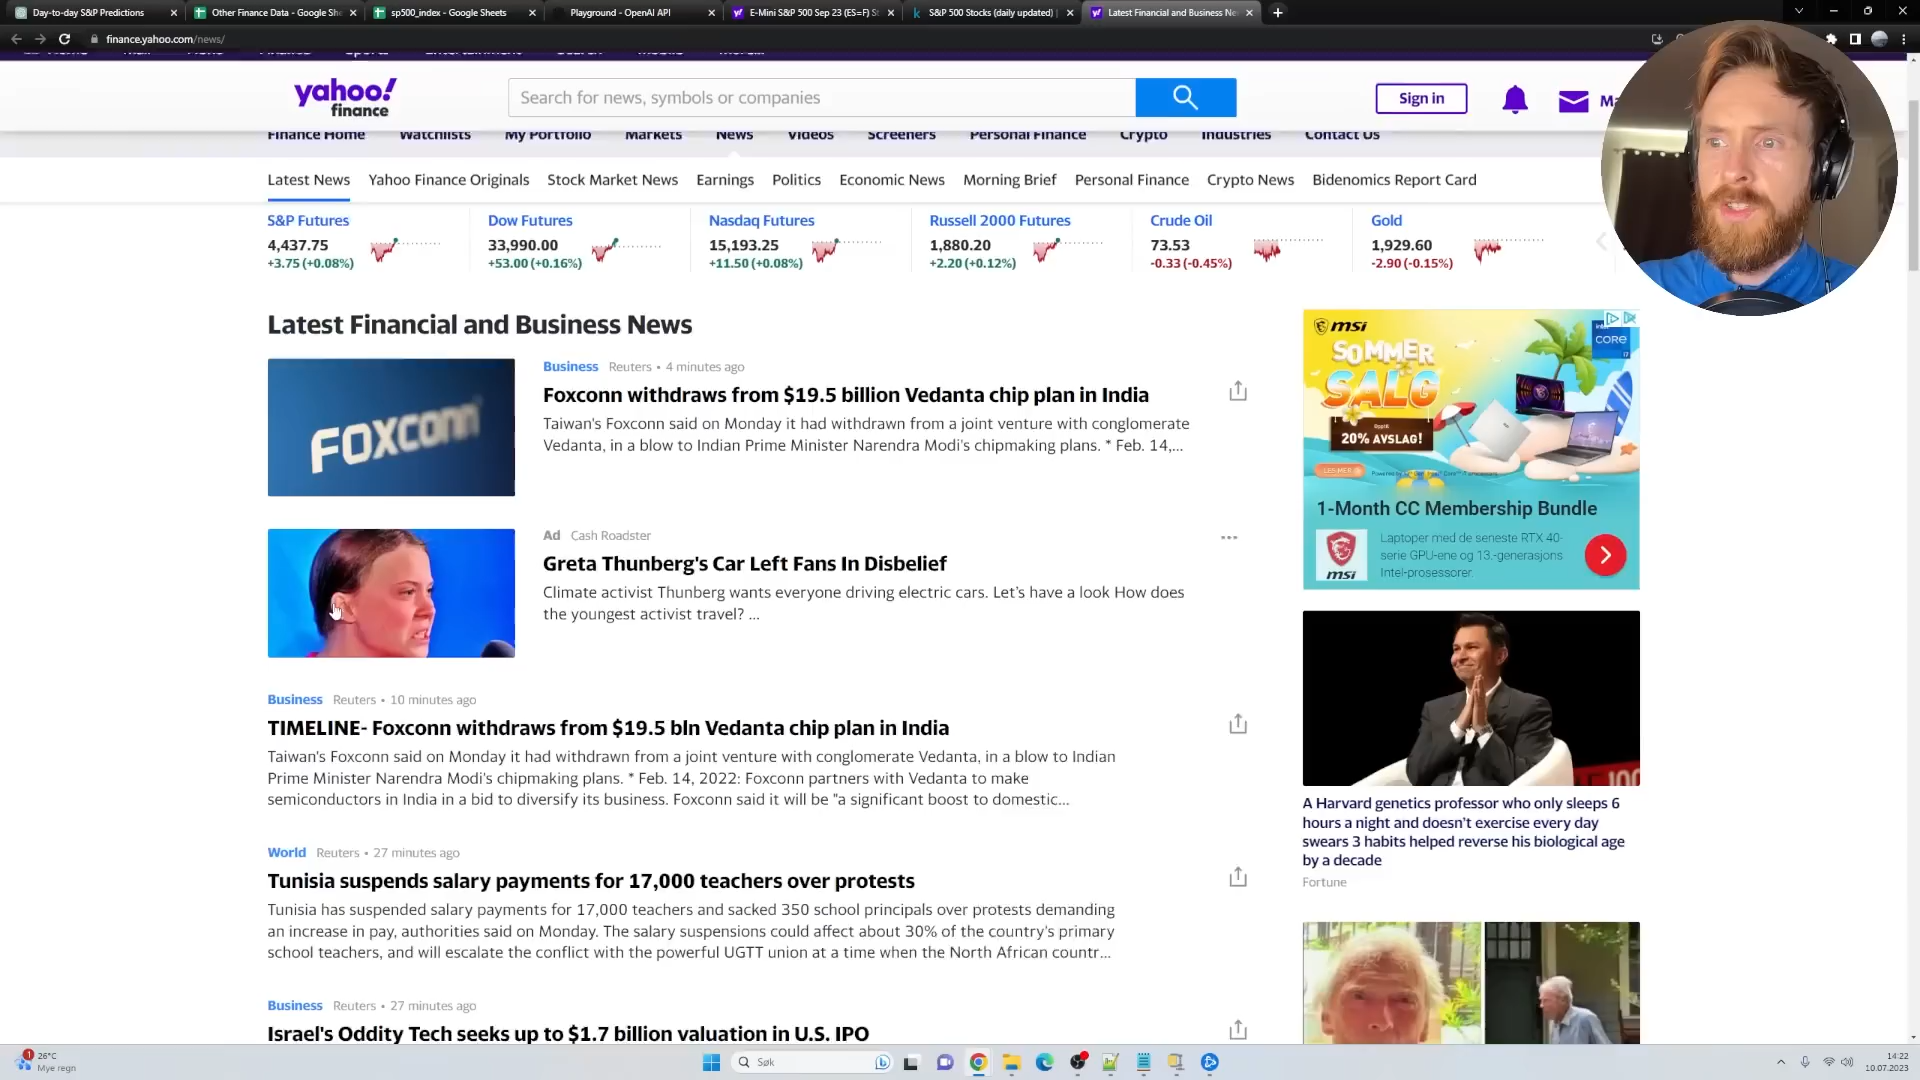 Day-to-day S&P Predictions
Other Finance Data - Google She
sp500_index - Google Sheets
Playground - OpenAI API
E-Mini S&P 500 Sep 23 (ES=F) St
S&P 500 Stocks (daily updated) |
Latest Financial and Business Ne
finance.yahoo.com/news/
yahoo!
finance
Search for news, symbols or companies
Sign in
Ma
Finance Home
Watchlists
My Portfolio
Markets
News
Videos
Screeners
Personal Finance
Crypto
Industries
Contact Us
Latest News
Yahoo Finance Originals
Stock Market News
Earnings
Politics
Economic News
Morning Brief
Personal Finance
Crypto News
Bidenomics Report Card
S&P Futures
4,437.75
+3.75 (+0.08%)
Dow Futures
33,990.00
+53.00 (+0.16%)
Nasdaq Futures
15,193.25
+11.50 (+0.08%)
Russell 2000 Futures
1,880.20
+2.20 (+0.12%)
Crude Oil
73.53
-0.33 (-0.45%)
Gold
1,929.60
-2.90 (-0.15%)
Latest Financial and Business News
FOXCONN
Business Reuters • 4 minutes ago
Foxconn withdraws from $19.5 billion Vedanta chip plan in India
Taiwan's Foxconn said on Monday it had withdrawn from a joint venture with conglomerate
Vedanta, in a blow to Indian Prime Minister Narendra Modi's chipmaking plans. * Feb. 14,...
Ad Cash Roadster
Greta Thunberg's Car Left Fans In Disbelief
Climate activist Thunberg wants everyone driving electric cars. Let's have a look How does
the youngest activist travel? ...
Business Reuters • 10 minutes ago
TIMELINE- Foxconn withdraws from $19.5 bln Vedanta chip plan in India
Taiwan's Foxconn said on Monday it had withdrawn from a joint venture with conglomerate Vedanta, in a blow to Indian
Prime Minister Narendra Modi's chipmaking plans. * Feb. 14, 2022: Foxconn partners with Vedanta to make
semiconductors in India in a bid to diversify its business. Foxconn said it will be "a significant boost to domestic...
World Reuters • 27 minutes ago
Tunisia suspends salary payments for 17,000 teachers over protests
Tunisia has suspended salary payments for 17,000 teachers and sacked 350 school principals over protests demanding
an increase in pay, authorities said on Monday. The salary suspensions could affect about 30% of the country's primary
school teachers, and will escalate the conflict with the powerful UGTT union at a time when the North African countr...
Business Reuters • 27 minutes ago
Israel's Oddity Tech seeks up to $1.7 billion valuation in U.S. IPO
msi
intel
CORE
i7
SOMMER
SALG
Opptil
20% AVSLAG!
LES MER
1-Month CC Membership Bundle
msi
Laptoper med de seneste RTX 40-
serie GPU-ene og 13.-generasjons
Intel-prosessorer.
A Harvard genetics professor who only sleeps 6
hours a night and doesn't exercise every day
swears 3 habits helped reverse his biological age
by a decade
Fortune
1
26°C
Mye regn
Søk
14:22
10.07.2023